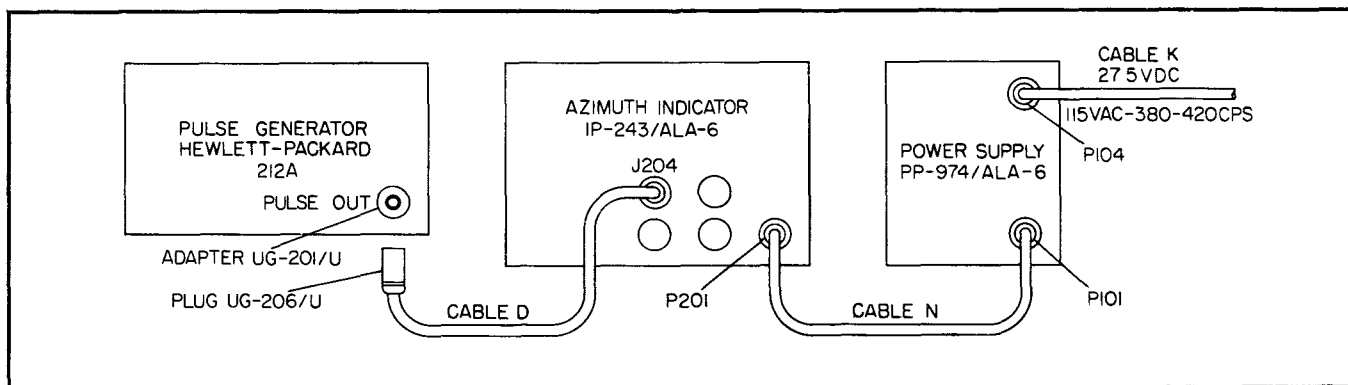 PULSE GENERATOR
HEWLETT-PACKARD
212A
PULSE OUT
ADAPTER UG-201/U
PLUG UG-206/U
CABLE D
AZIMUTH INDICATOR
IP-243/ALA-6
J204
P201
CABLE N
CABLE K
27 5VDC
115VAC-380-420CPS
P104
POWER SUPPLY
PP-974/ALA-6
P101